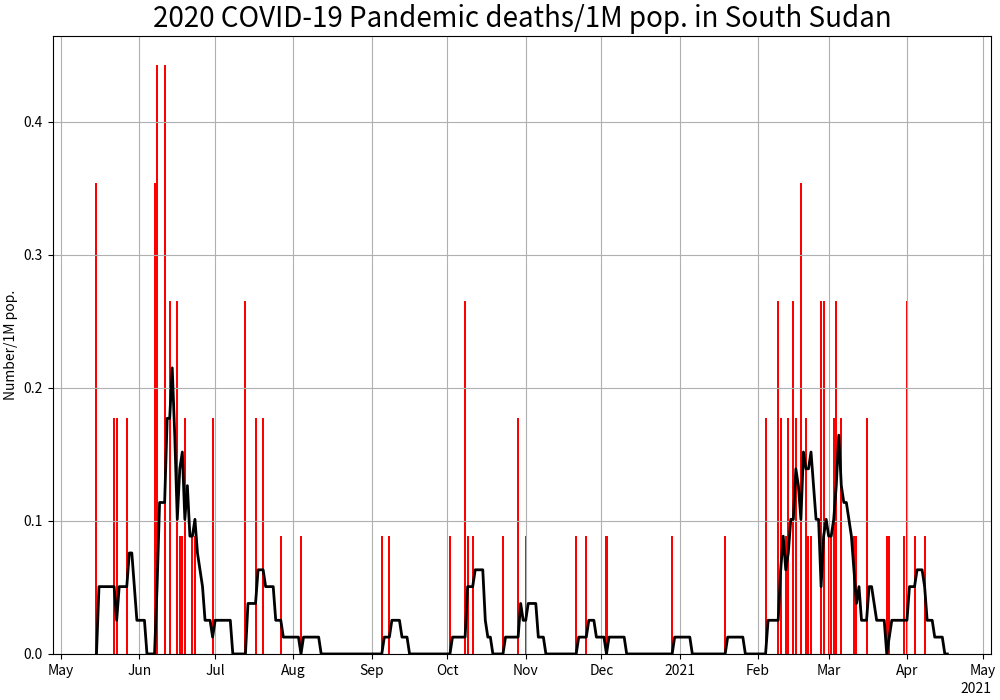 2020 COVID-19 Pandemic deaths/1M pop. in South Sudan
Number/1M pop.
0.4
0.3
0.2
0.1
0.0
May Jun Jul Aug Sep Oct Nov Dec 2021 Feb Mar Apr May
2021